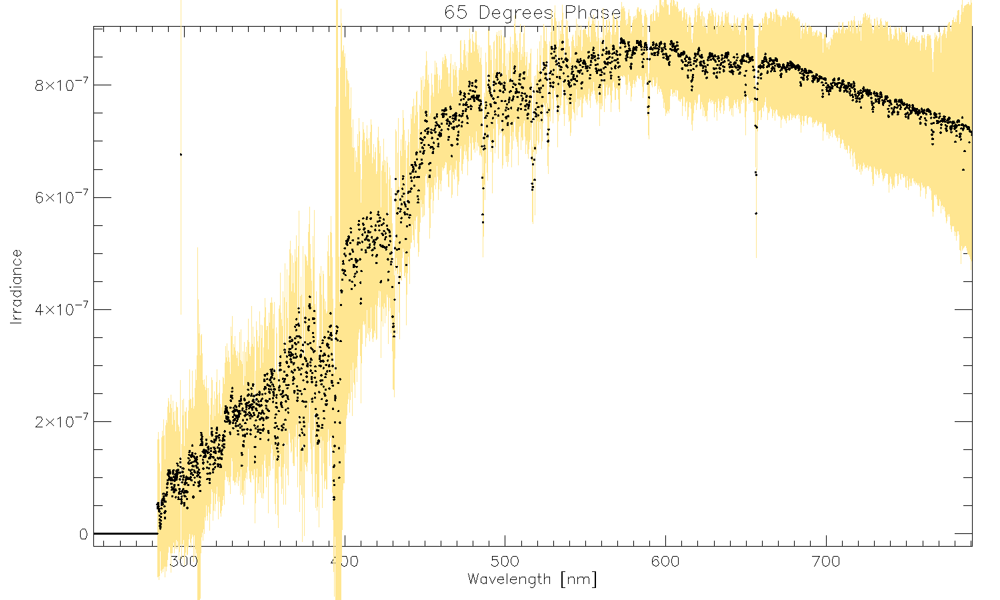 65 Degrees Phase
8×10⁻⁷
6×10⁻⁷
4×10⁻⁷
2×10⁻⁷
0
Irradiance
300 400 500 600 700
Wavelength [nm]